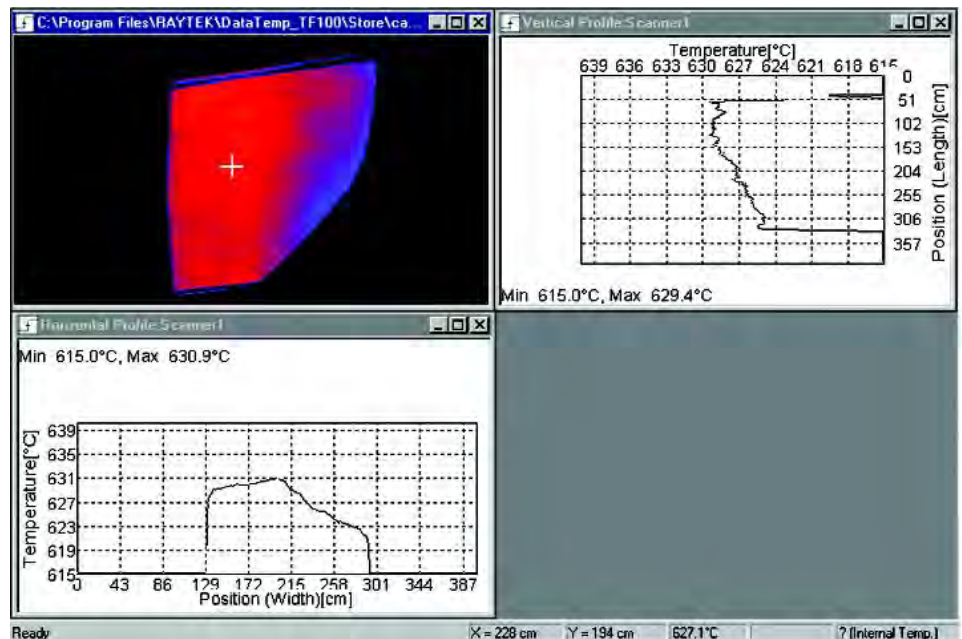 C:\Program Files\RAYTEK\DataTemp_TF100\Store\ca...
Vertical Profile:Scanner1
Temperature[°C]
639 636 633 630 627 624 621 618 615
0
51
102
153
204
255
306
357
Position (Length)[cm]
Min 615.0°C, Max 629.4°C
Horizontal Profile:Scanner1
Min 615.0°C, Max 630.9°C
Temperature[°C]
639
635
631
627
623
619
615
0 43 86 129 172 215 258 301 344 387
Position (Width)[cm]
Ready X = 228 cm Y = 194 cm 627.1°C ? (Internal Temp.)